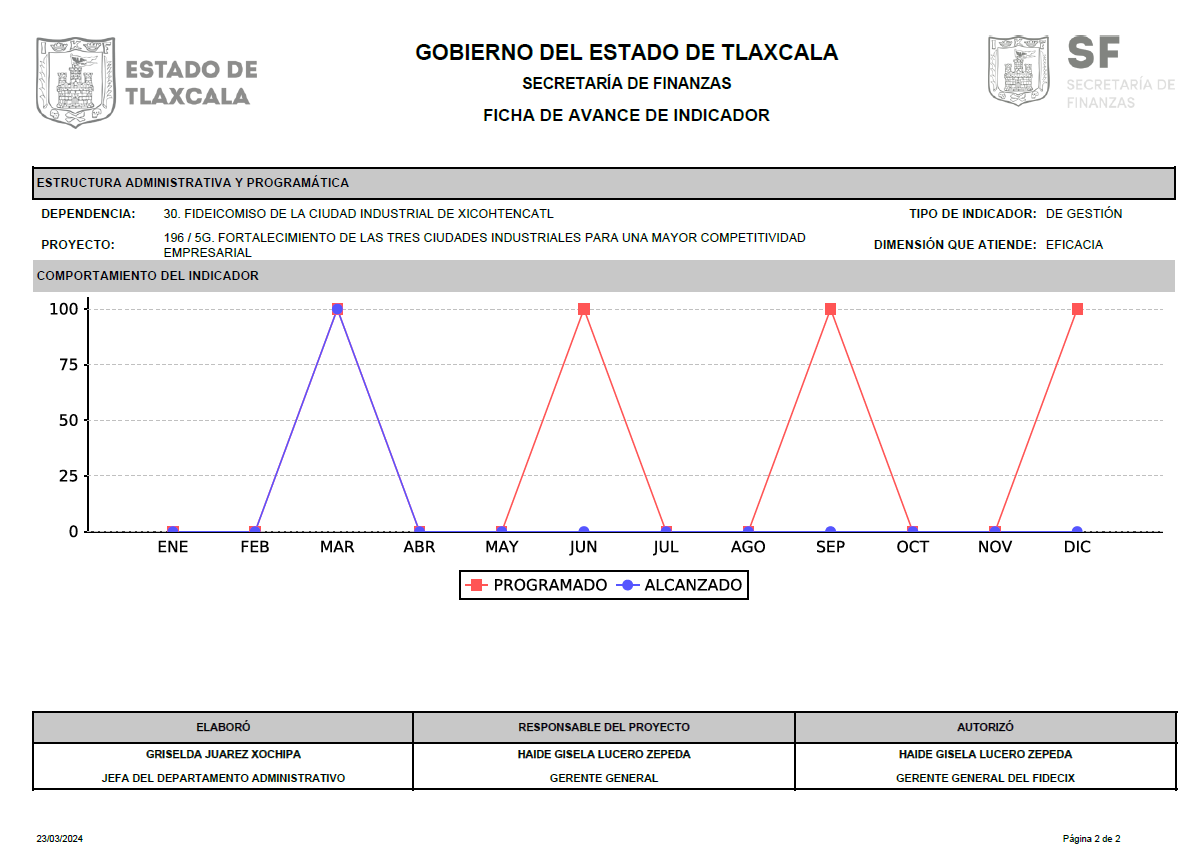 ESTADO DE
TLAXCALA
GOBIERNO DEL ESTADO DE TLAXCALA
SECRETARÍA DE FINANZAS
FICHA DE AVANCE DE INDICADOR
SF
SECRETARÍA DE
FINANZAS
ESTRUCTURA ADMINISTRATIVA Y PROGRAMÁTICA
DEPENDENCIA: 30. FIDEICOMISO DE LA CIUDAD INDUSTRIAL DE XICOHTENCATL TIPO DE INDICADOR: DE GESTIÓN
PROYECTO: 196 / 5G. FORTALECIMIENTO DE LAS TRES CIUDADES INDUSTRIALES PARA UNA MAYOR COMPETITIVIDAD
EMPRESARIAL
DIMENSIÓN QUE ATIENDE: EFICACIA
COMPORTAMIENTO DEL INDICADOR
100
75
50
25
0
ENE FEB MAR ABR MAY JUN JUL AGO SEP OCT NOV DIC
PROGRAMADO ALCANZADO
ELABORÓ RESPONSABLE DEL PROYECTO AUTORIZÓ
GRISELDA JUAREZ XOCHIPA HAIDE GISELA LUCERO ZEPEDA HAIDE GISELA LUCERO ZEPEDA
JEFA DEL DEPARTAMENTO ADMINISTRATIVO GERENTE GENERAL GERENTE GENERAL DEL FIDECIX
23/03/2024 Página 2 de 2